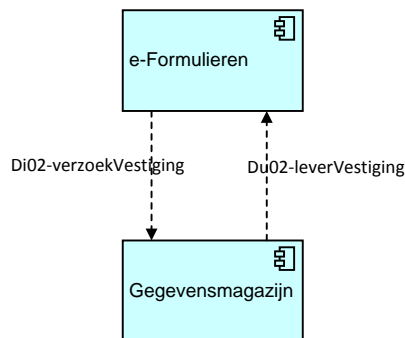 e-Formulieren
Di02-verzoekVestiging
Du02-leverVestiging
Gegevensmagazijn